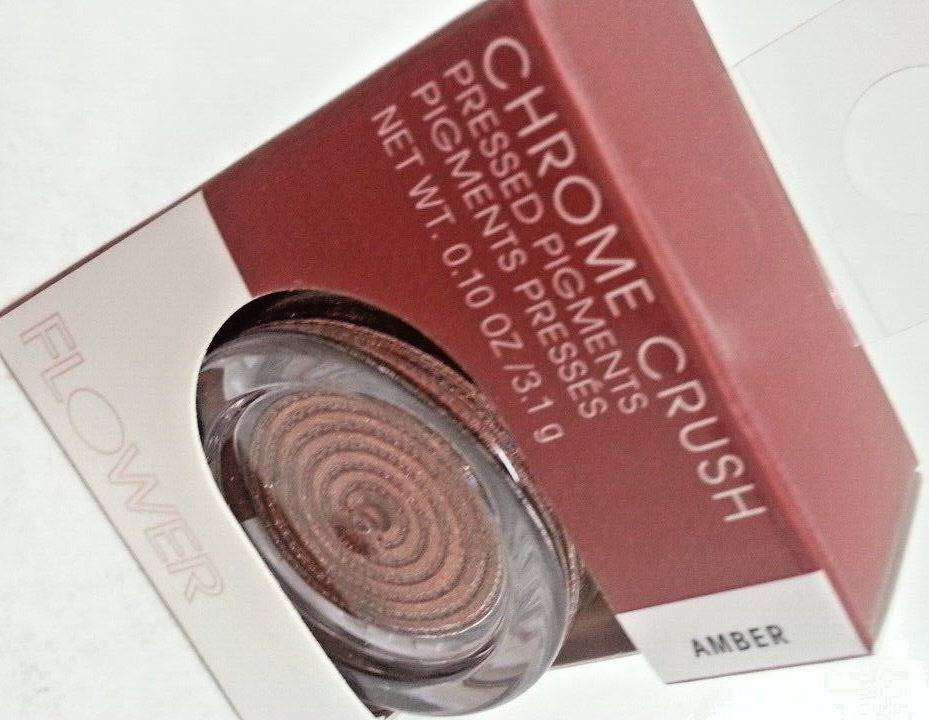 CHROME CRUSH
PRESSED PIGMENTS
PIGMENTS PRESSÉS
NET WT. 0.10 OZ/3.1 g
FLOWER
AMBER